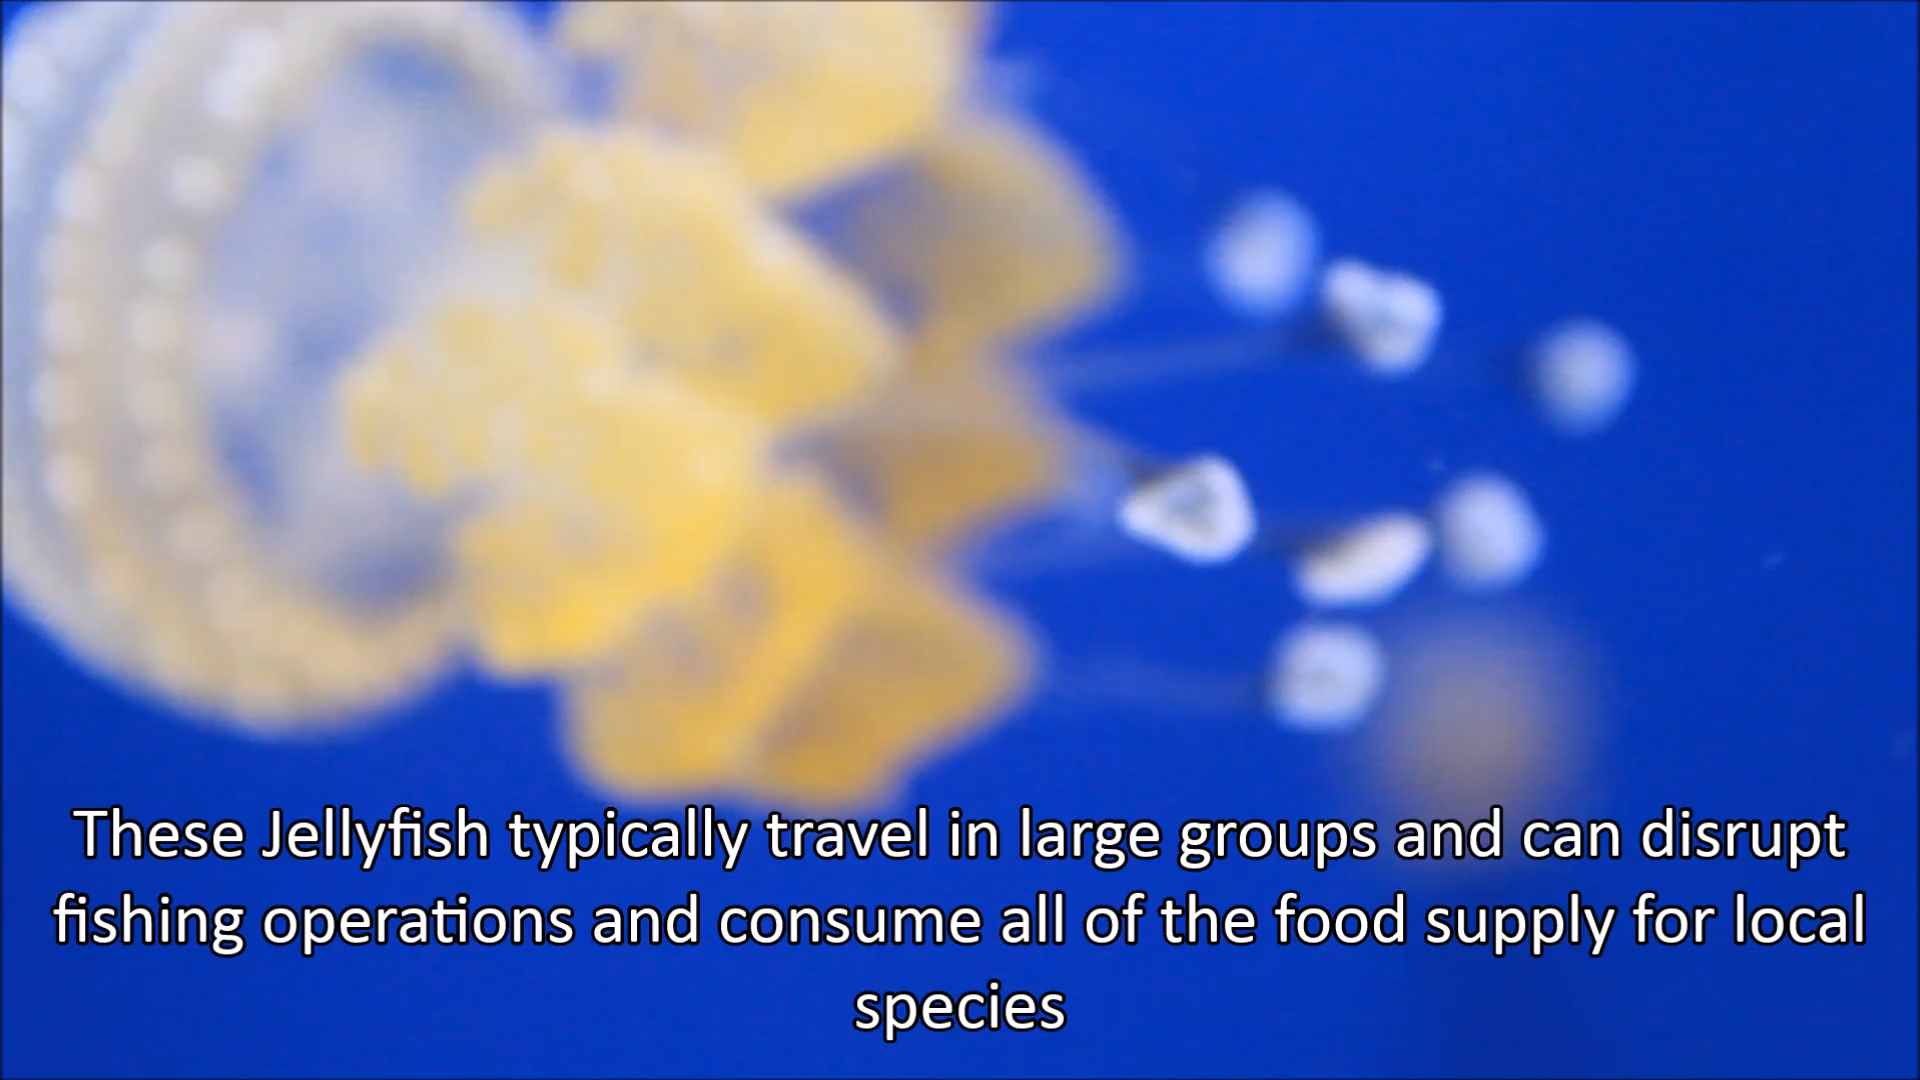 These Jellyfish typically travel in large groups and can disrupt
fishing operations and consume all of the food supply for local
species